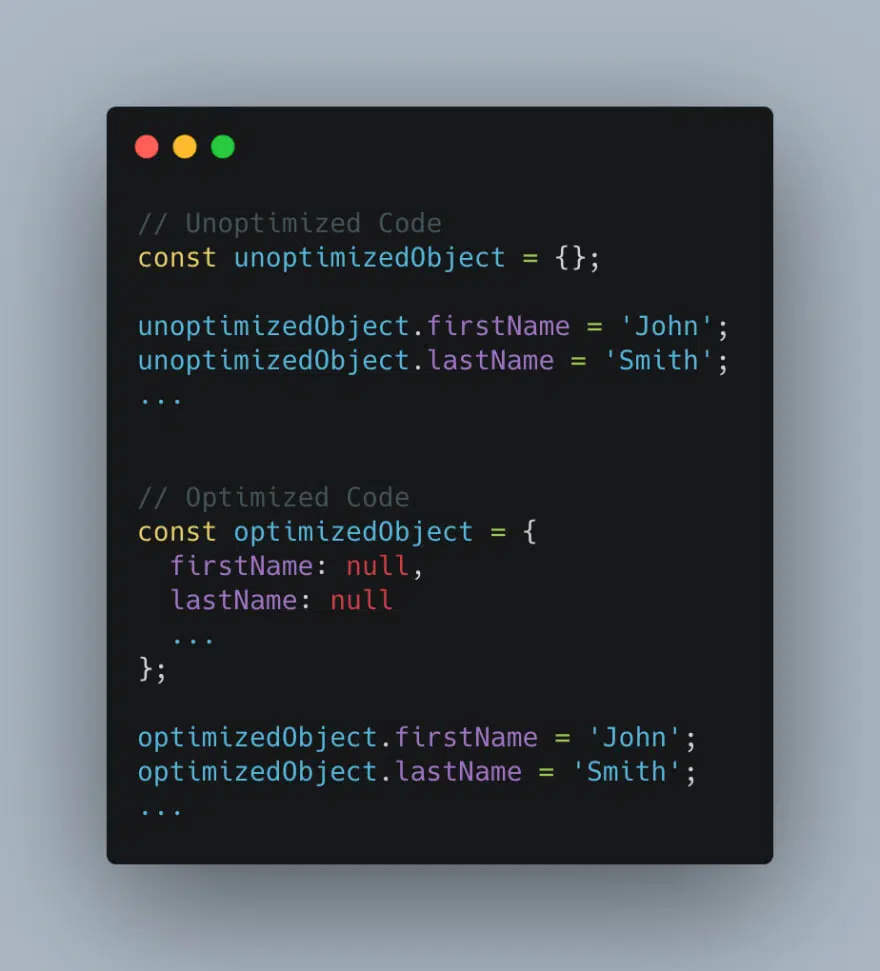 // Unoptimized Code
const unoptimizedObject = {};
unoptimizedObject.firstName = 'John';
unoptimizedObject.lastName = 'Smith';
...
// Optimized Code
const optimizedObject = {
  firstName: null,
  lastName: null
  ...
};
optimizedObject.firstName = 'John';
optimizedObject.lastName = 'Smith';
...